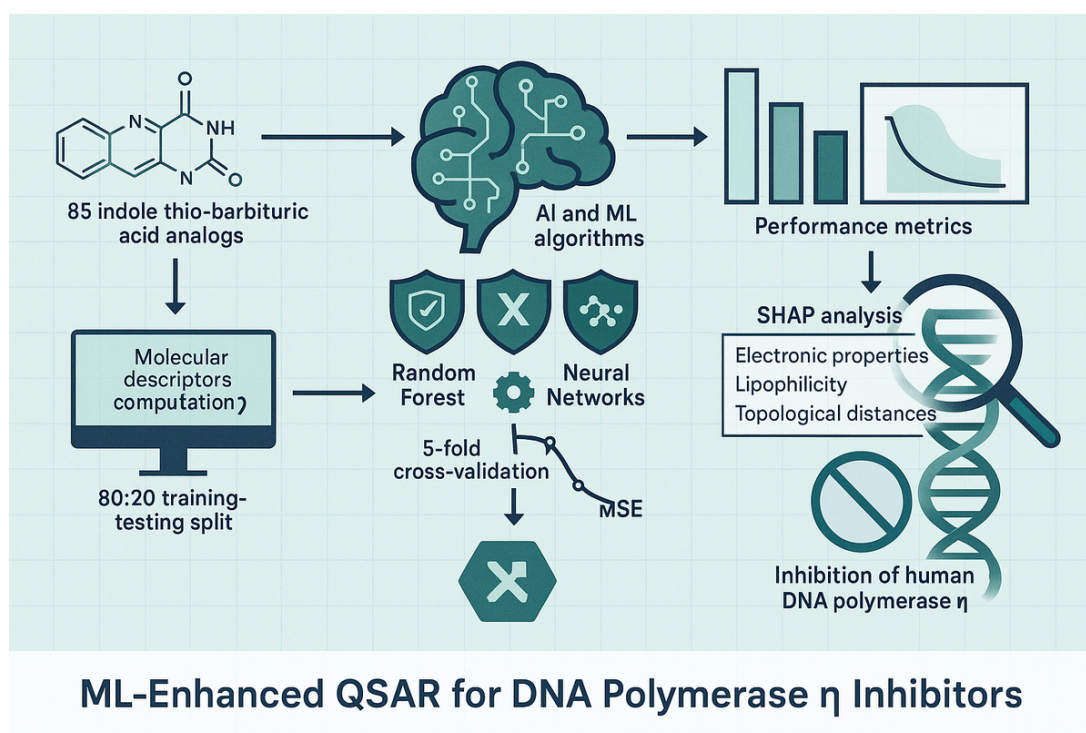 O
N
NH
N
O
85 indole thio-barbituric
acid analogs
AI and ML
algorithms
Performance metrics
Molecular
descriptors
computation)
80:20 training-
testing split
X
Random
Forest
Neural
Networks
5-fold
cross-validation
MSE
SHAP analysis
Electronic properties
Lipophilicity
Topological distances
Inhibition of human
DNA polymerase η
ML-Enhanced QSAR for DNA Polymerase η Inhibitors